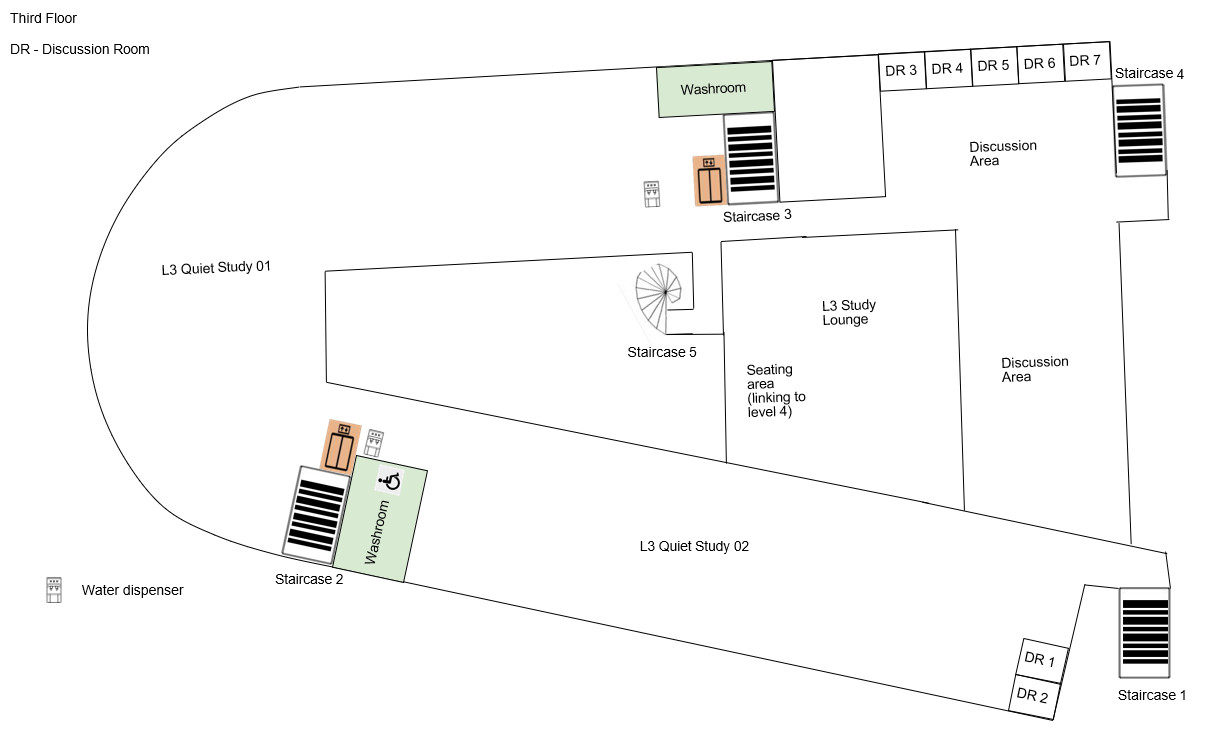 Third Floor
DR - Discussion Room
Washroom
DR 3
DR 4
DR 5
DR 6
DR 7
Staircase 4
Discussion
Area
Staircase 3
L3 Quiet Study 01
L3 Study
Lounge
Staircase 5
Seating
area
(linking to
level 4)
Discussion
Area
Washroom
L3 Quiet Study 02
Staircase 2
Water dispenser
DR 1
DR 2
Staircase 1